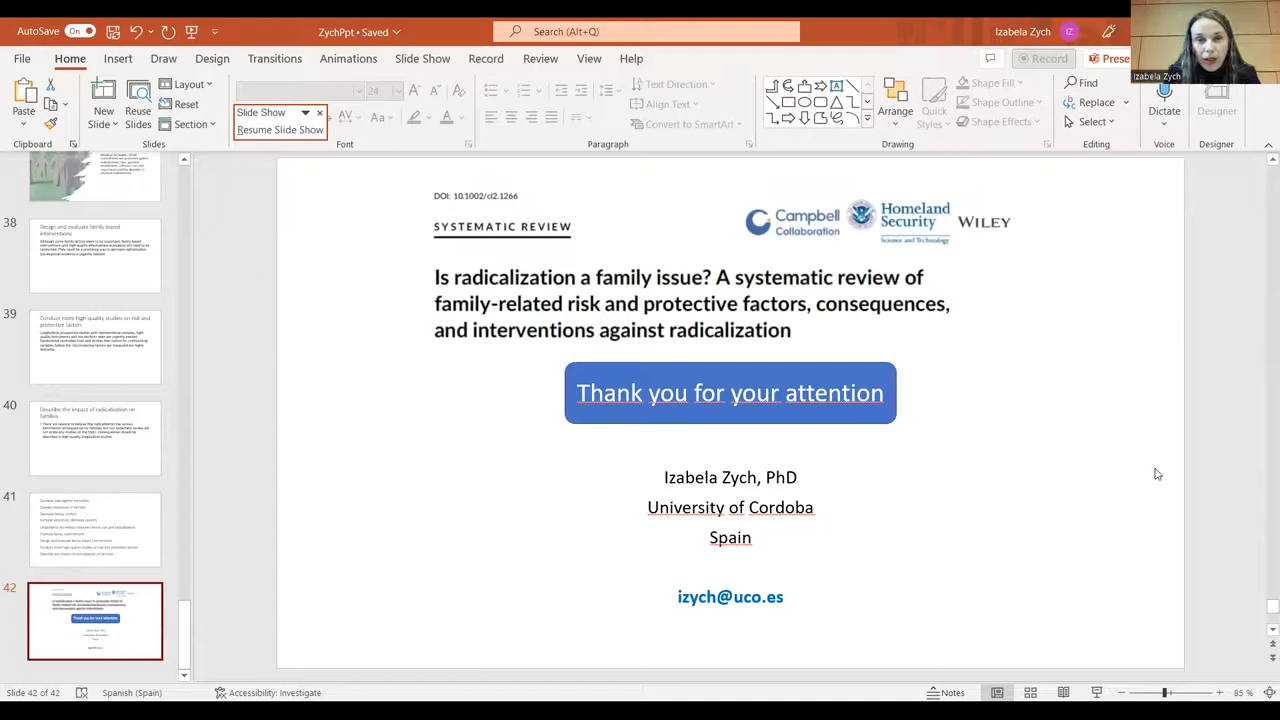 AutoSave On
ZychPpt • Saved
Search (Alt+Q)
Izabela Zych IZ
Izabela Zych
File Home Insert Draw Design Transitions Animations Slide Show Record Review View Help
Record
Prese
Paste
Clipboard
New Slide
Reuse Slides
Layout
Reset
Section
Slides
Slide Show
Resume Slide Show
24
Font
Text Direction
Align Text
Convert to SmartArt
Paragraph
Arrange
Quick Styles
Shape Fill
Shape Outline
Shape Effects
Drawing
Find
Replace
Select
Editing
Dictate
Voice
Designer
Designer
38
Design and evaluate family based
interventions
39
Conduct more high-quality studies on risk and
protective factors
40
Describe the impact of radicalization on
families
41
42
DOI: 10.1002/cl2.1266
SYSTEMATIC REVIEW
Campbell
Collaboration
Homeland
Security
Science and Technology
WILEY
Is radicalization a family issue? A systematic review of
family-related risk and protective factors, consequences,
and interventions against radicalization
Thank you for your attention
Izabela Zych, PhD
University of Cordoba
Spain
izych@uco.es
Slide 42 of 42
Spanish (Spain)
Accessibility: Investigate
Notes
85 %